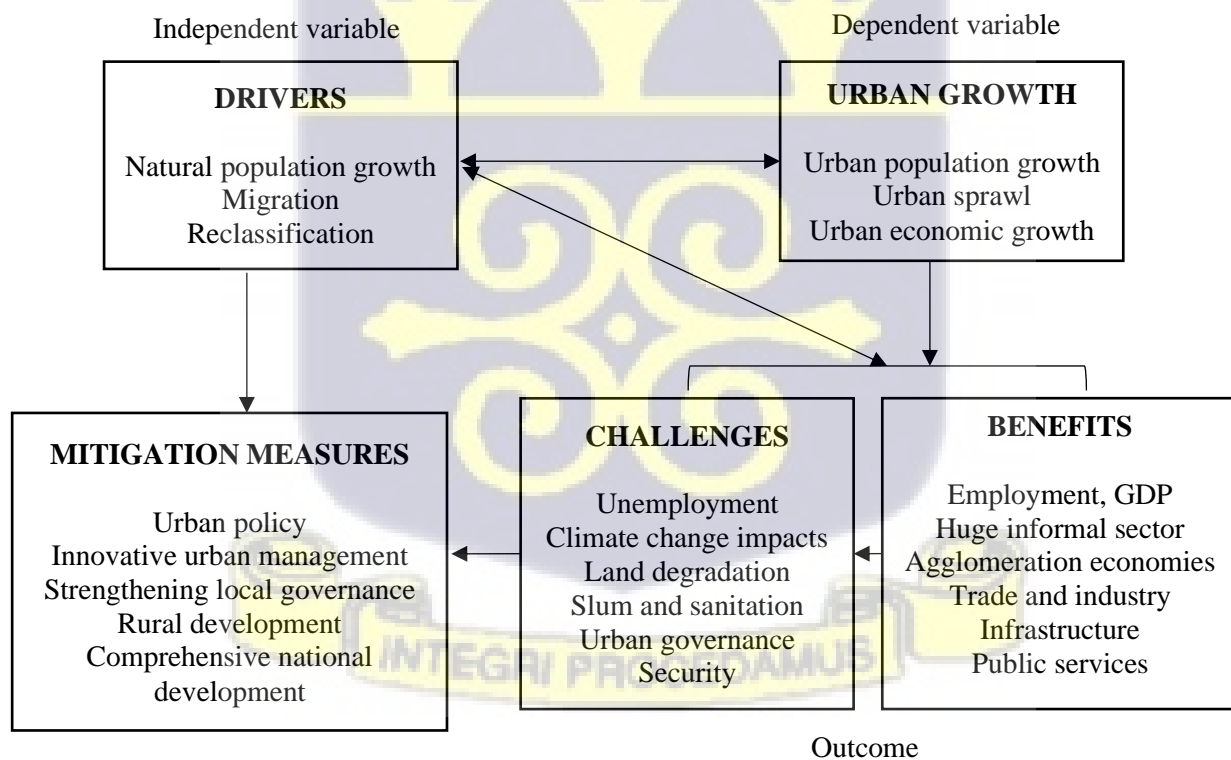 Independent variable
Dependent variable
DRIVERS
Natural population growth
Migration
Reclassification
URBAN GROWTH
Urban population growth
Urban sprawl
Urban economic growth
MITIGATION MEASURES
Urban policy
Innovative urban management
Strengthening local governance
Rural development
Comprehensive national
development
CHALLENGES
Unemployment
Climate change impacts
Land degradation
Slum and sanitation
Urban governance
Security
BENEFITS
Employment, GDP
Huge informal sector
Agglomeration economies
Trade and industry
Infrastructure
Public services
INTEGRI PROCEDAMUS
Outcome